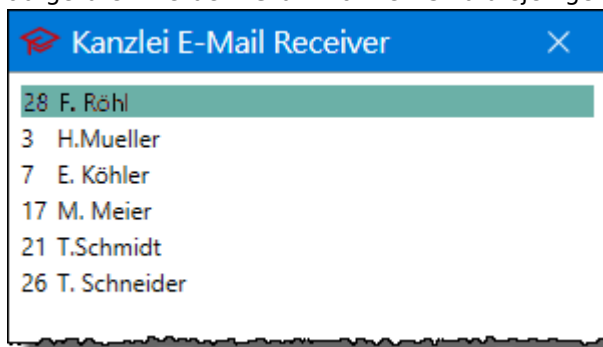 Kanzlei E-Mail Receiver
28 F. Röhl
3 H.Mueller
7 E. Köhler
17 M. Meier
21 T.Schmidt
26 T. Schneider